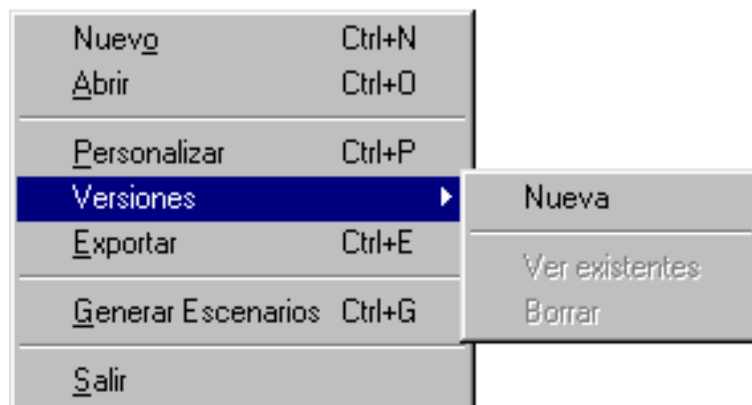 Nuevo Ctrl+N
Abrir Ctrl+O
Personalizar Ctrl+P
Versiones
Exportar Ctrl+E
Generar Escenarios Ctrl+G
Salir
Nueva
Ver existentes
Borrar